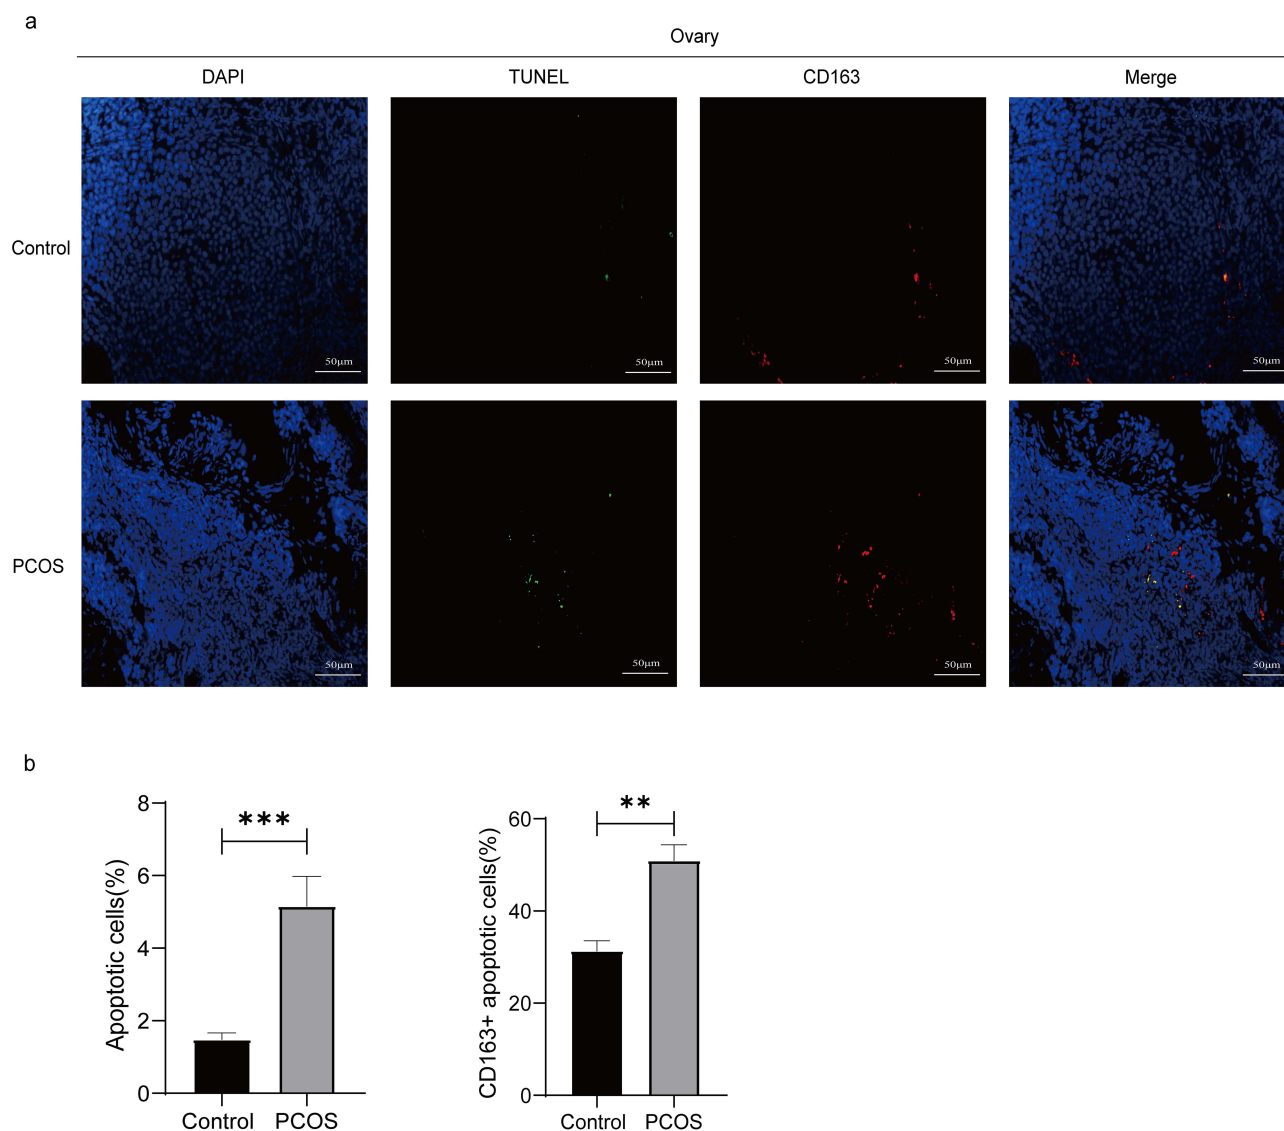 a
Ovary
DAPI TUNEL CD163 Merge
Control
50μm 50μm 50μm 50μm
PCOS
50μm 50μm 50μm 50μm
b
Apoptotic cells(%)
8
6
4
2
0
***
Control PCOS
CD163+ apoptotic cells(%)
60
40
20
0
**
Control PCOS